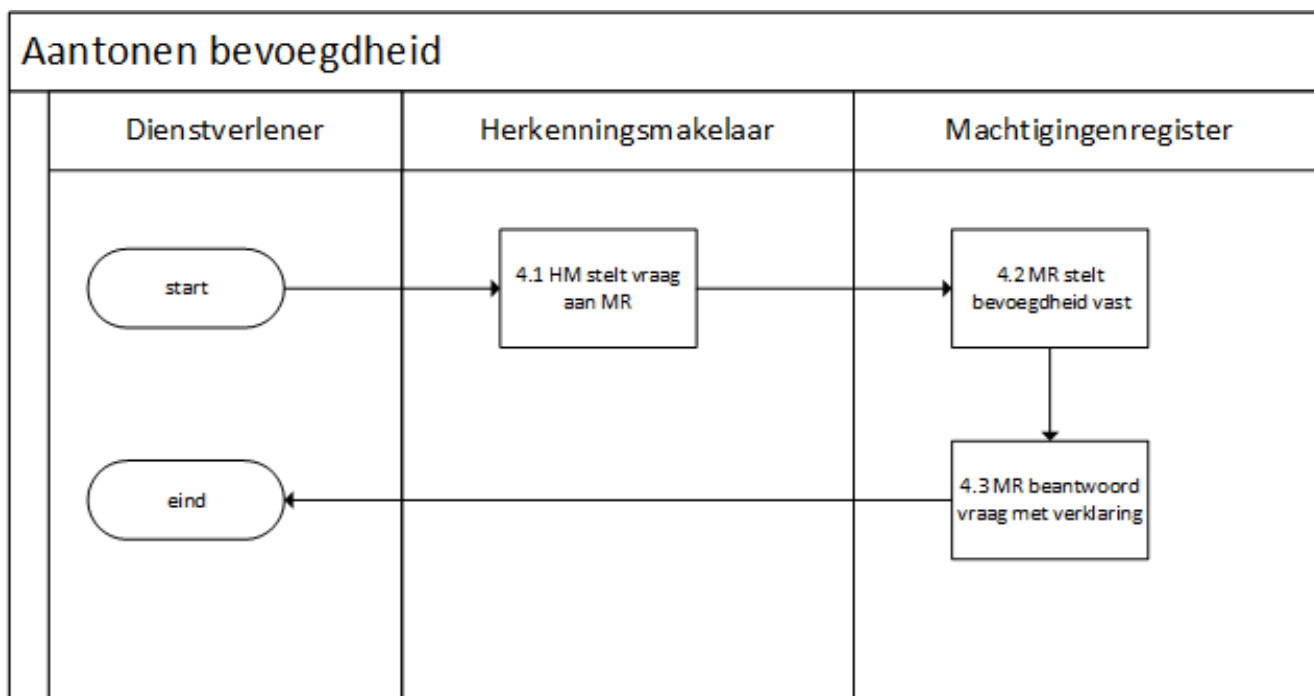 Aantonen bevoegdheid
Dienstverlener
Herkenningsmakelaar
Machtigingenregister
start
4.1 HM stelt vraag
aan MR
4.2 MR stelt
bevoegdheid vast
eind
4.3 MR beantwoord
vraag met verklaring